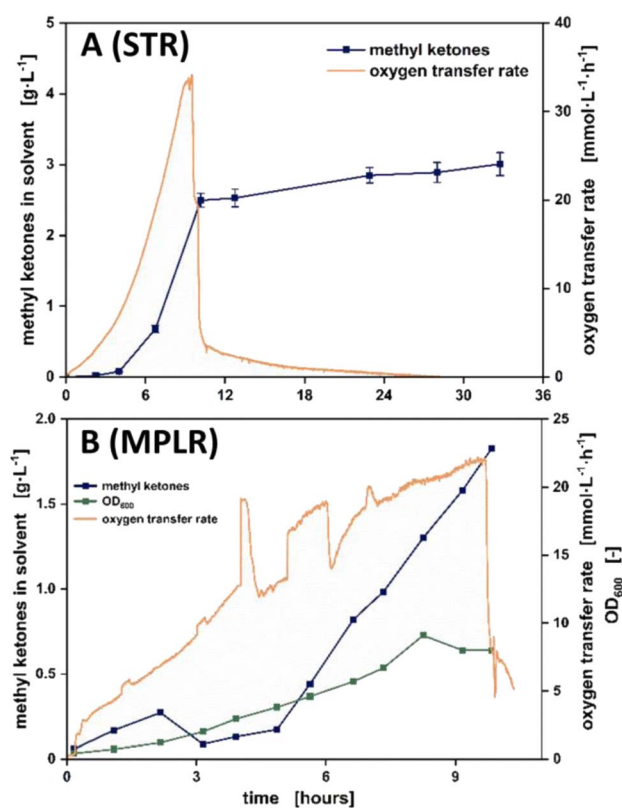 A (STR)
methyl ketones
oxygen transfer rate
methyl ketones in solvent [g·L⁻¹]
5
4
3
2
1
0
oxygen transfer rate [mmol·L⁻¹·h⁻¹]
40
30
20
10
0
0 6 12 18 24 30 36
B (MPLR)
methyl ketones
OD₆₀₀
oxygen transfer rate
methyl ketones in solvent [g·L⁻¹]
2.0
1.5
1.0
0.5
0
oxygen transfer rate [mmol·L⁻¹·h⁻¹]
OD₆₀₀ [-]
25
20
15
10
5
0
0 3 6 9
time [hours]